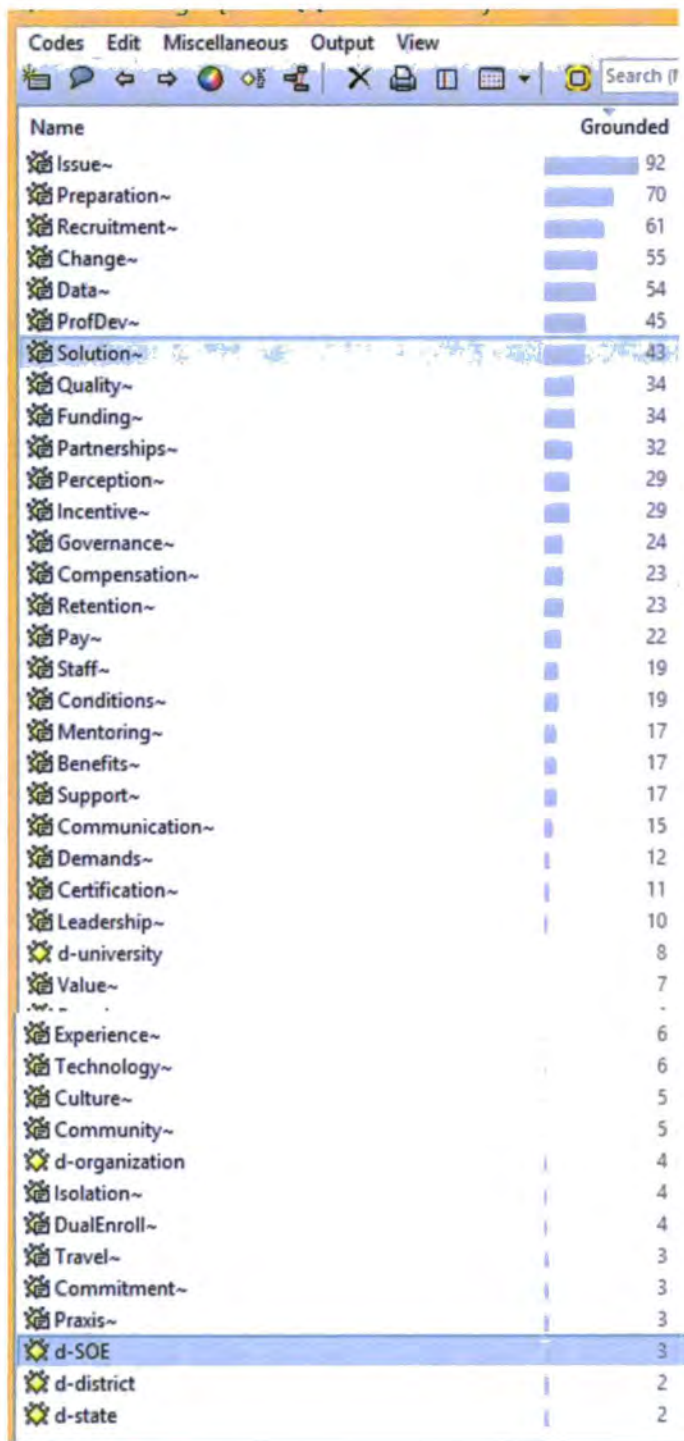 Codes Edit Miscellaneous Output View
Search (
Name Grounded
Issue~ 92
Preparation~ 70
Recruitment~ 61
Change~ 55
Data~ 54
ProfDev~ 45
Solution~ 43
Quality~ 34
Funding~ 34
Partnerships~ 32
Perception~ 29
Incentive~ 29
Governance~ 24
Compensation~ 23
Retention~ 23
Pay~ 22
Staff~ 19
Conditions~ 19
Mentoring~ 17
Benefits~ 17
Support~ 17
Communication~ 15
Demands~ 12
Certification~ 11
Leadership~ 10
d-university 8
Value~ 7
Experience~ 6
Technology~ 6
Culture~ 5
Community~ 5
d-organization 4
Isolation~ 4
DualEnroll~ 4
Travel~ 3
Commitment~ 3
Praxis~ 3
d-SOE 3
d-district 2
d-state 2